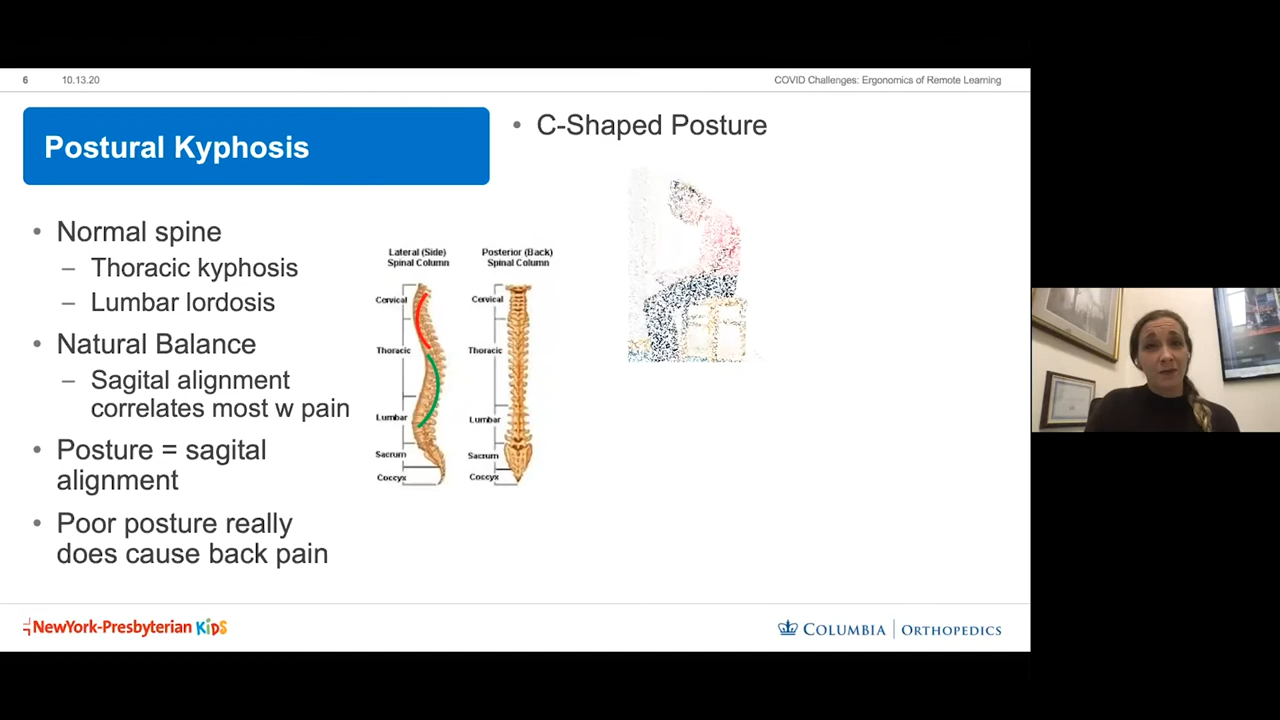 6 10.13.20 COVID Challenges: Ergonomics of Remote Learning
Postural Kyphosis
• Normal spine
– Thoracic kyphosis
– Lumbar lordosis
• Natural Balance
– Sagital alignment
correlates most w pain
• Posture = sagital
alignment
• Poor posture really
does cause back pain
Lateral (Side)
Spinal Column
Cervical
Thoracic
Lumbar
Sacrum
Coccyx
Posterior (Back)
Spinal Column
Cervical
Thoracic
Lumbar
Sacrum
Coccyx
• C-Shaped Posture
NewYork-Presbyterian KiDS
COLUMBIA | ORTHOPEDICS